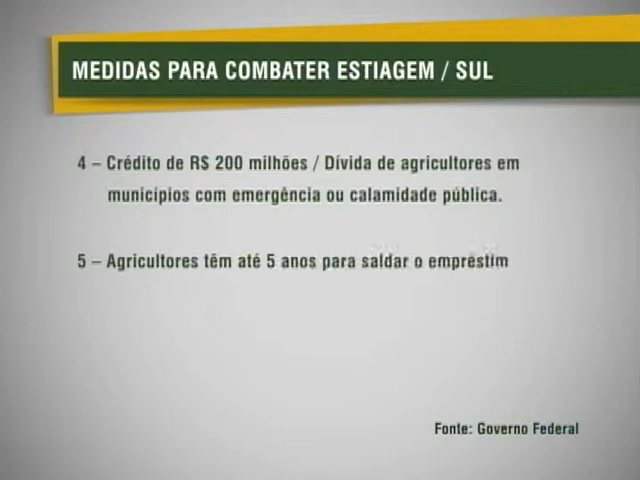 MEDIDAS PARA COMBATER ESTIAGEM / SUL
4 – Crédito de R$ 200 milhões / Dívida de agricultores em
municípios com emergência ou calamidade pública.
5 – Agricultores têm até 5 anos para saldar o empréstim
Fonte: Governo Federal